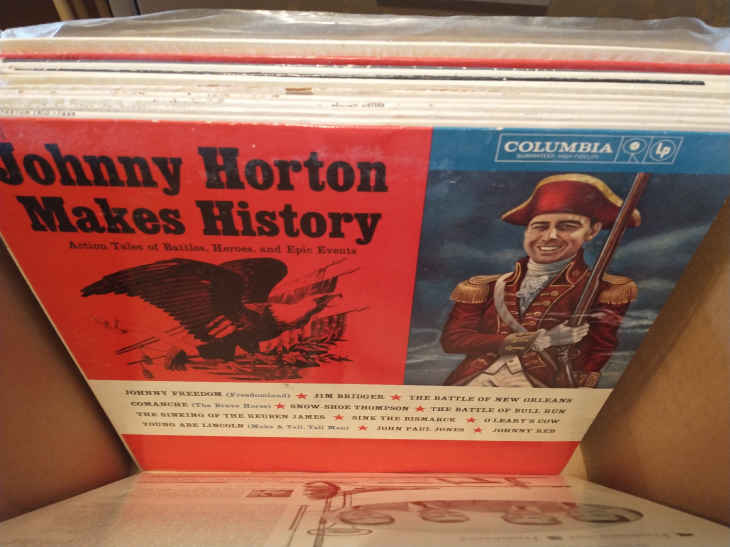 COLUMBIA
GUARANTEED HIGH FIDELITY
Lp
Johnny Horton
Makes History
Action Tales of Battles, Heroes, and Epic Events
JOHNNY FREEDOM (Freedomland) ★ JIM BRIDGER ★ THE BATTLE OF NEW ORLEANS
COMANCHE (The Brave Horse) ★ SNOW-SHOE THOMPSON ★ THE BATTLE OF BULL RUN
THE SINKING OF THE REUBEN JAMES ★ SINK THE BISMARCK ★ O'LEARY'S COW
YOUNG ABE LINCOLN (Make A Tall, Tall Man) ★ JOHN PAUL JONES ★ JOHNNY REB